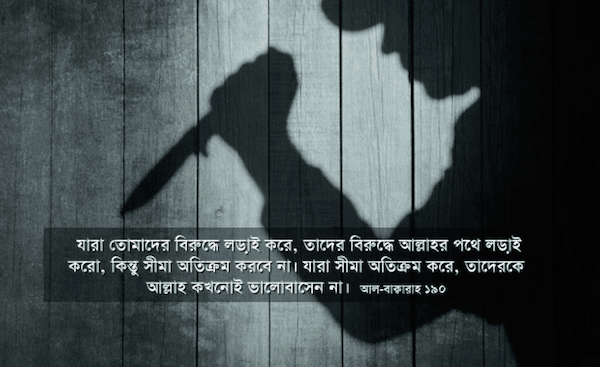 যারা তোমাদের বিরুদ্ধে লড়াই করে, তাদের বিরুদ্ধে আল্লাহর পথে লড়াই
করো, কিন্তু সীমা অতিক্রম করবে না। যারা সীমা অতিক্রম করে, তাদেরকে
আল্লাহ কখনোই ভালোবাসেন না। আল-বাক্বারাহ ১৯০